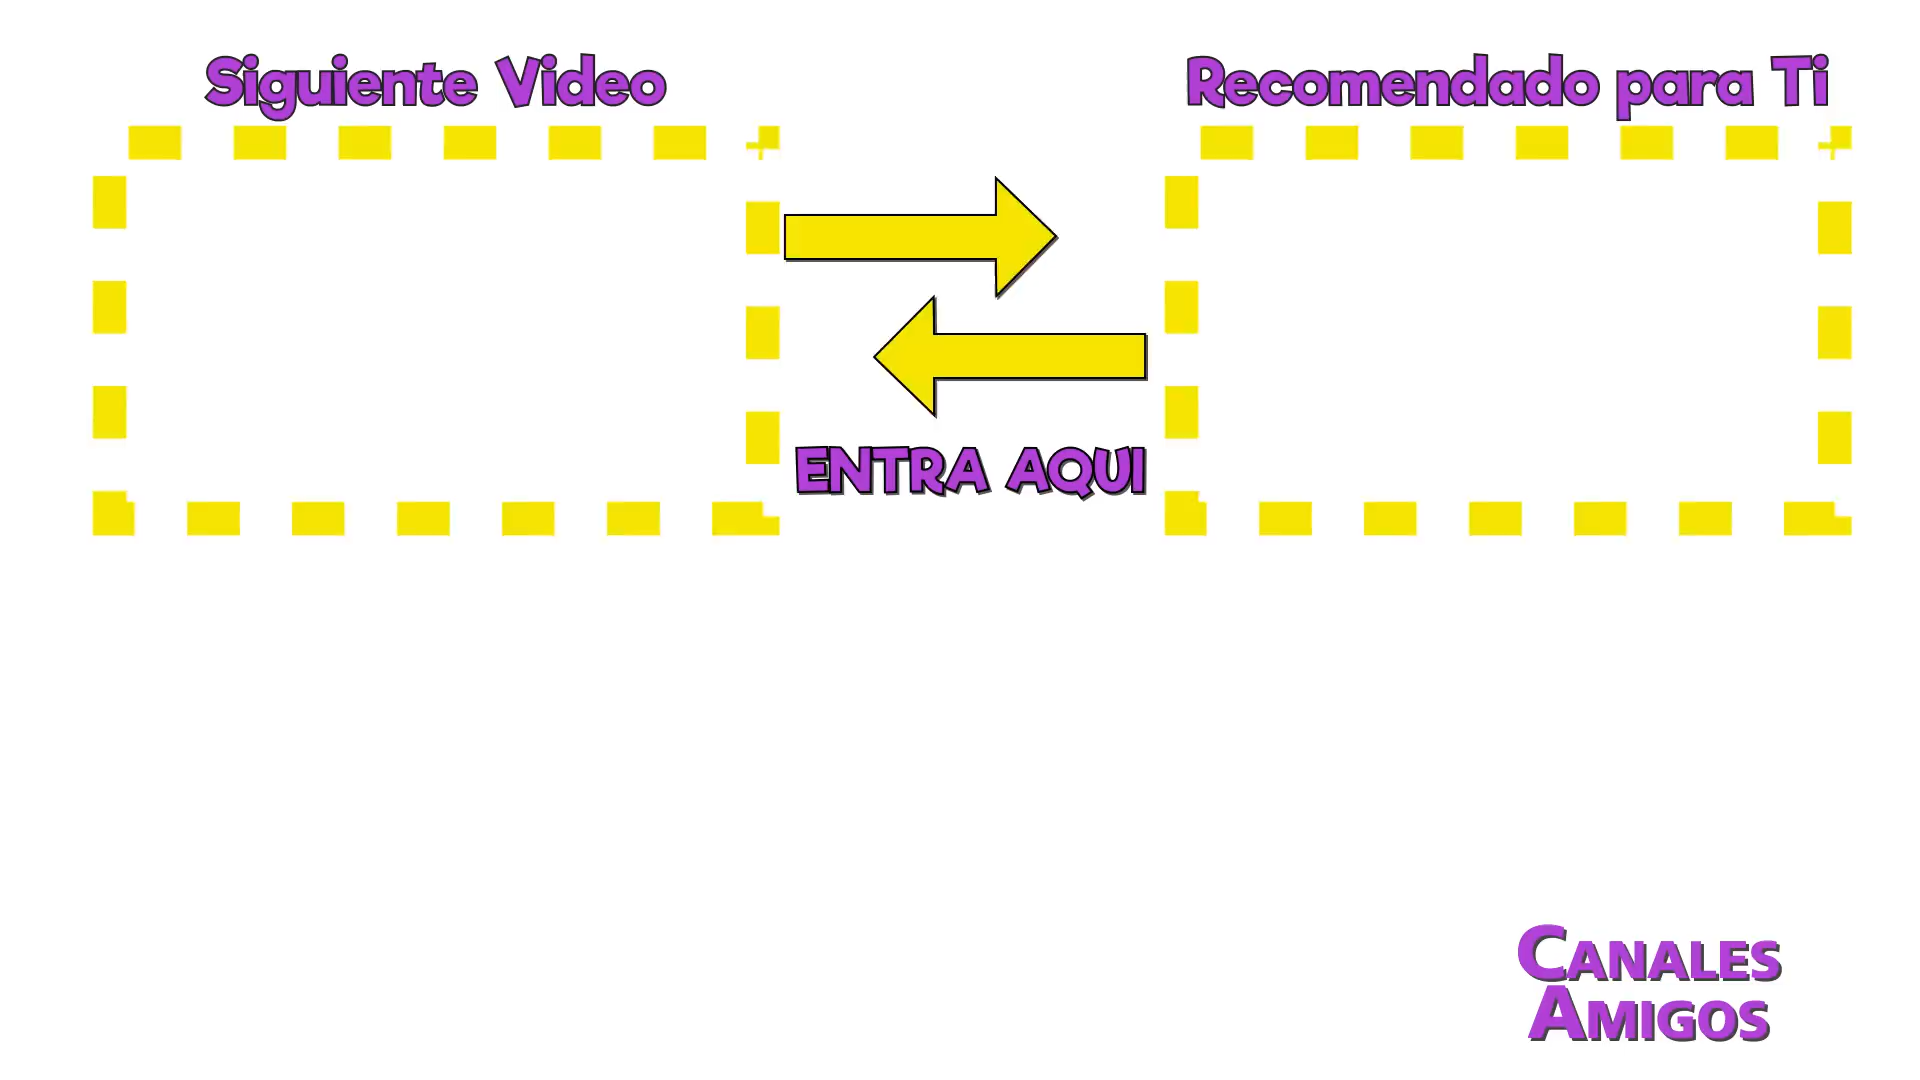 Siguiente Video
Recomendado para Ti
ENTRA AQUI
CANALES
AMIGOS